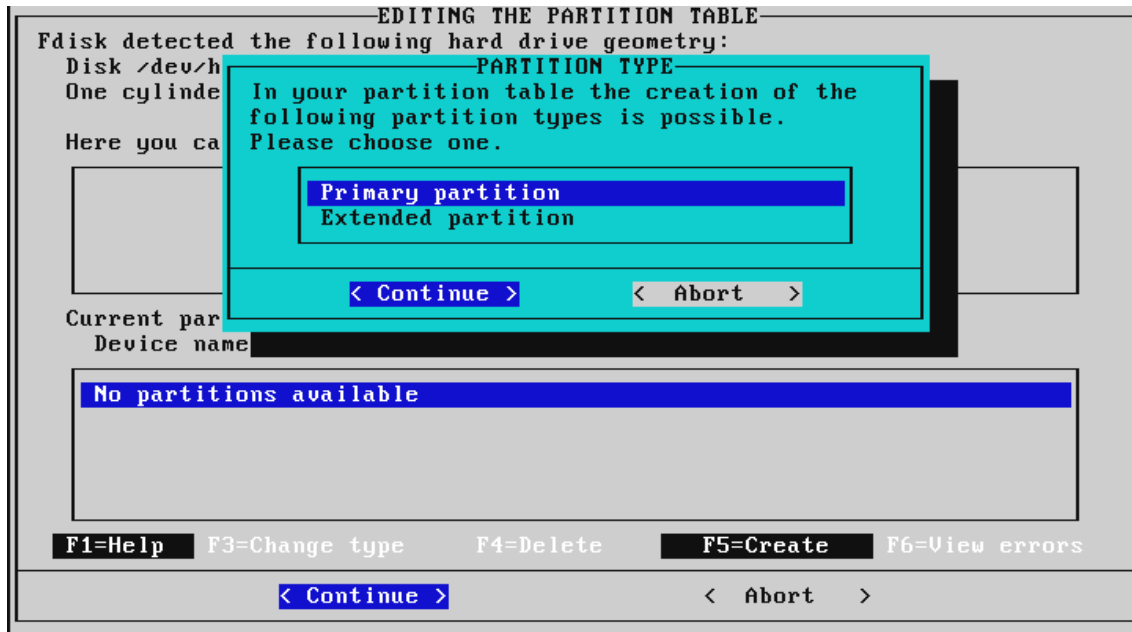 EDITING THE PARTITION TABLE
Fdisk detected the following hard drive geometry:
Disk /dev/h
One cylinde
Here you ca
PARTITION TYPE
In your partition table the creation of the
following partition types is possible.
Please choose one.
Primary partition
Extended partition
< Continue > < Abort >
Current par
Device name
No partitions available
F1=Help F3=Change type F4=Delete F5=Create F6=View errors
< Continue > < Abort >